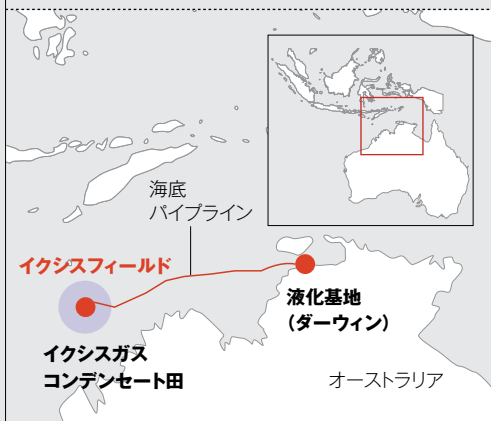 海底
パイプライン
イクシスフィールド
液化基地
（ダーウィン）
イクシスガス
コンデンセート田
オーストラリア